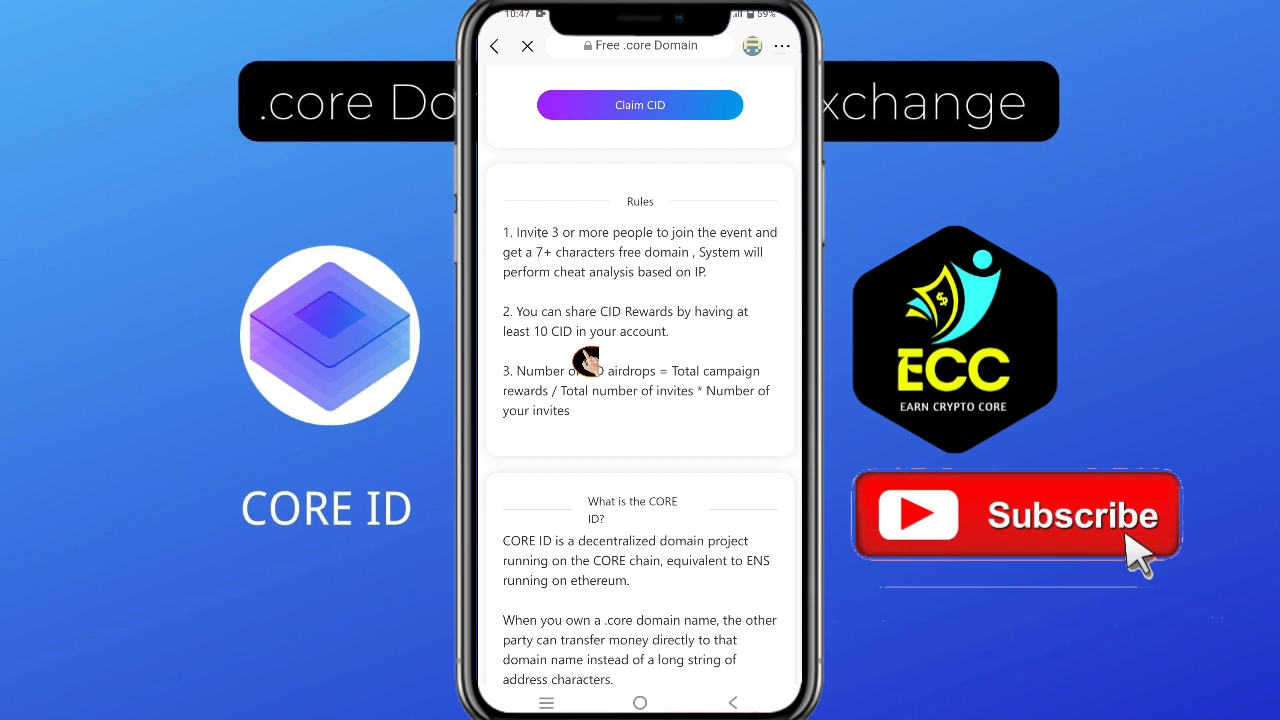 10:47
59%
Free .core Domain
.core Do
xchange
Claim CID
Rules
1. Invite 3 or more people to join the event and
get a 7+ characters free domain , System will
perform cheat analysis based on IP.
2. You can share CID Rewards by having at
least 10 CID in your account.
3. Number airdrops = Total campaign
rewards / Total number of invites * Number of
your invites
What is the CORE
ID?
CORE ID is a decentralized domain project
running on the CORE chain, equivalent to ENS
running on ethereum.
When you own a .core domain name, the other
party can transfer money directly to that
domain name instead of a long string of
address characters.
CORE ID
$
ECC
EARN CRYPTO CORE
Subscribe